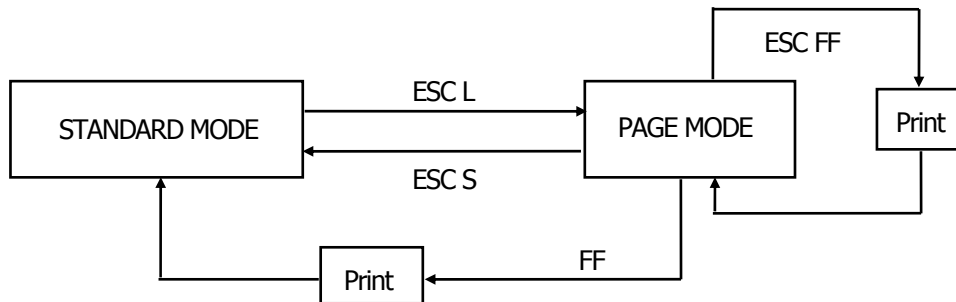 ESC FF
ESC L
STANDARD MODE
PAGE MODE
Print
ESC S
FF
Print